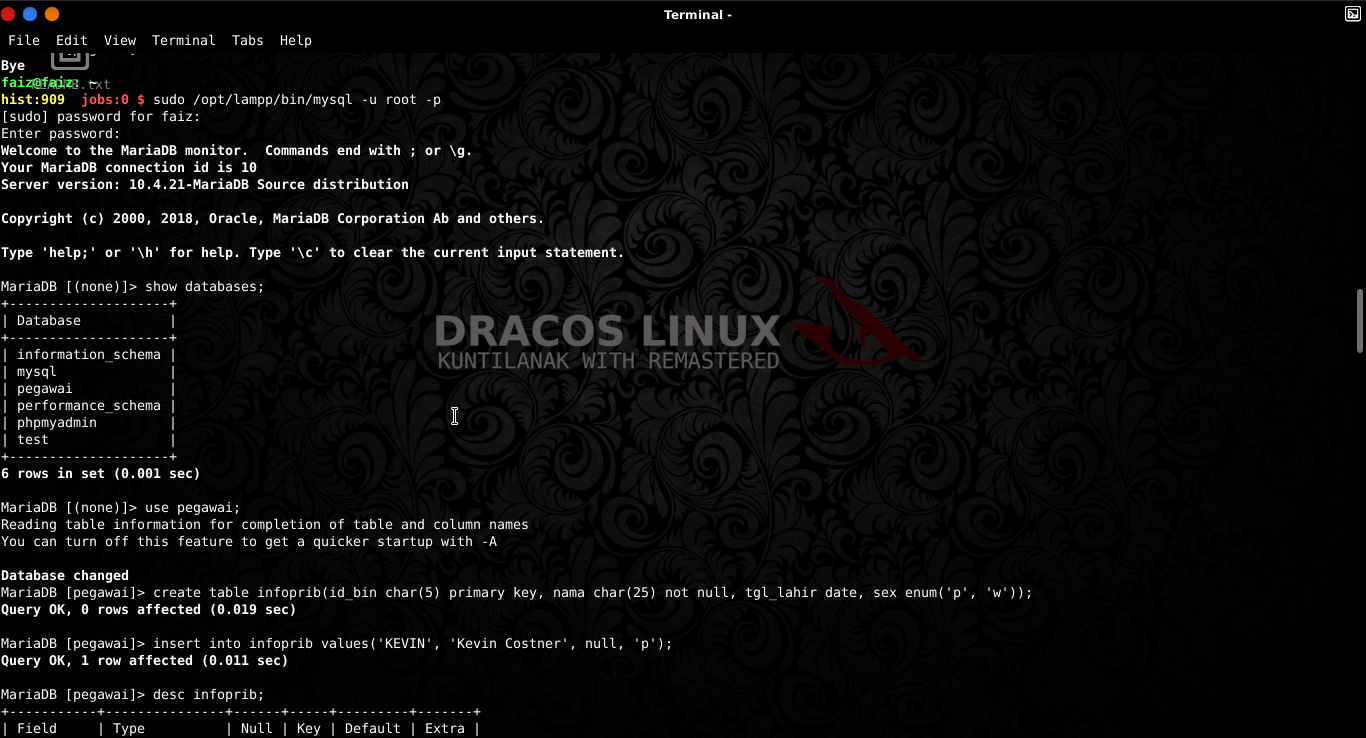 Terminal -
File Edit View Terminal Tabs Help
Bye
faiz@faiz: ~
hist:909  jobs:0 $ sudo /opt/lampp/bin/mysql -u root -p
[sudo] password for faiz:
Enter password:
Welcome to the MariaDB monitor.  Commands end with ; or \g.
Your MariaDB connection id is 10
Server version: 10.4.21-MariaDB Source distribution
Copyright (c) 2000, 2018, Oracle, MariaDB Corporation Ab and others.
Type 'help;' or '\h' for help. Type '\c' to clear the current input statement.
MariaDB [(none)]> show databases;
+--------------------+
| Database           |
+--------------------+
| information_schema |
| mysql              |
| pegawai            |
| performance_schema |
| phpmyadmin         |
| test               |
+--------------------+
6 rows in set (0.001 sec)
DRACOS LINUX
KUNTILANAK WITH REMASTERED
MariaDB [(none)]> use pegawai;
Reading table information for completion of table and column names
You can turn off this feature to get a quicker startup with -A
Database changed
MariaDB [pegawai]> create table infoprib(id_bin char(5) primary key, nama char(25) not null, tgl_lahir date, sex enum('p', 'w'));
Query OK, 0 rows affected (0.019 sec)
MariaDB [pegawai]> insert into infoprib values('KEVIN', 'Kevin Costner', null, 'p');
Query OK, 1 row affected (0.011 sec)
MariaDB [pegawai]> desc infoprib;
+-----------+---------------+------+-----+---------+-------+
| Field     | Type          | Null | Key | Default | Extra |